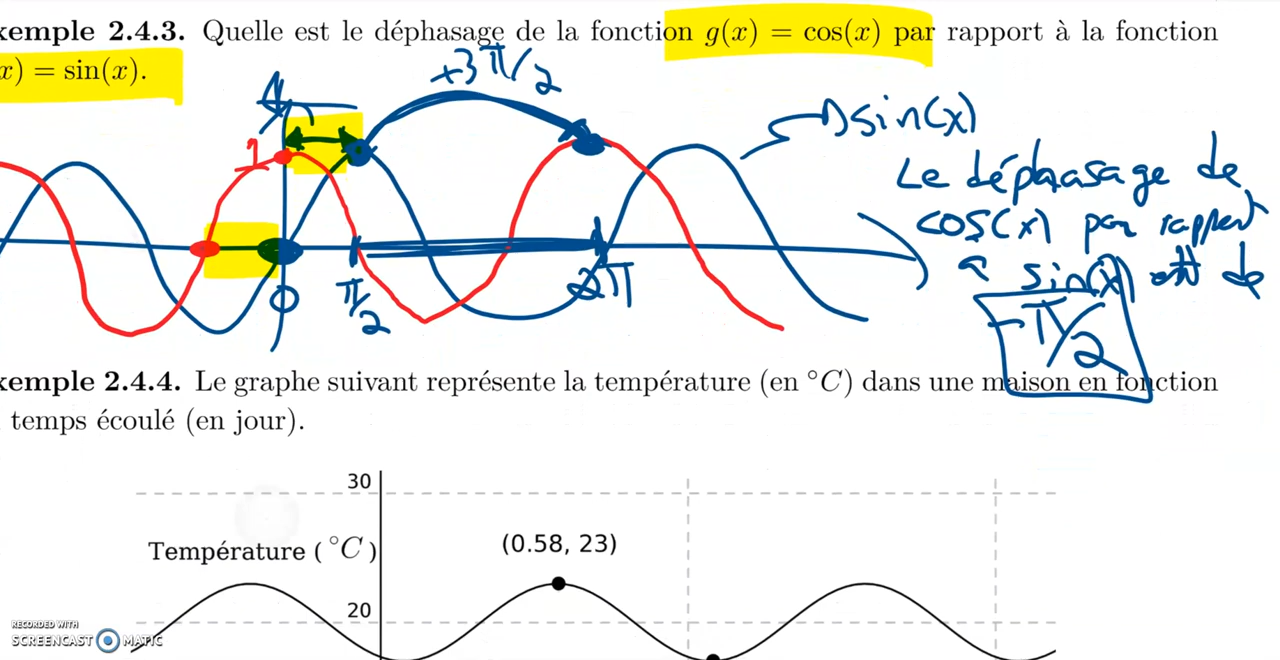 xemple 2.4.3. Quelle est le déphasage de la fonction g(x) = cos(x) par rapport à la fonction
x) = sin(x).
+3π/2
sin(x)
1
Le déphasage de
cos(x) par rapport
à sin(x) est de
-π/2
0
π/2
2π
xemple 2.4.4. Le graphe suivant représente la température (en °C) dans une maison en fonction
temps écoulé (en jour).
30
(0.58, 23)
Température (°C)
20
RECORDED WITH
SCREENCAST MATIC